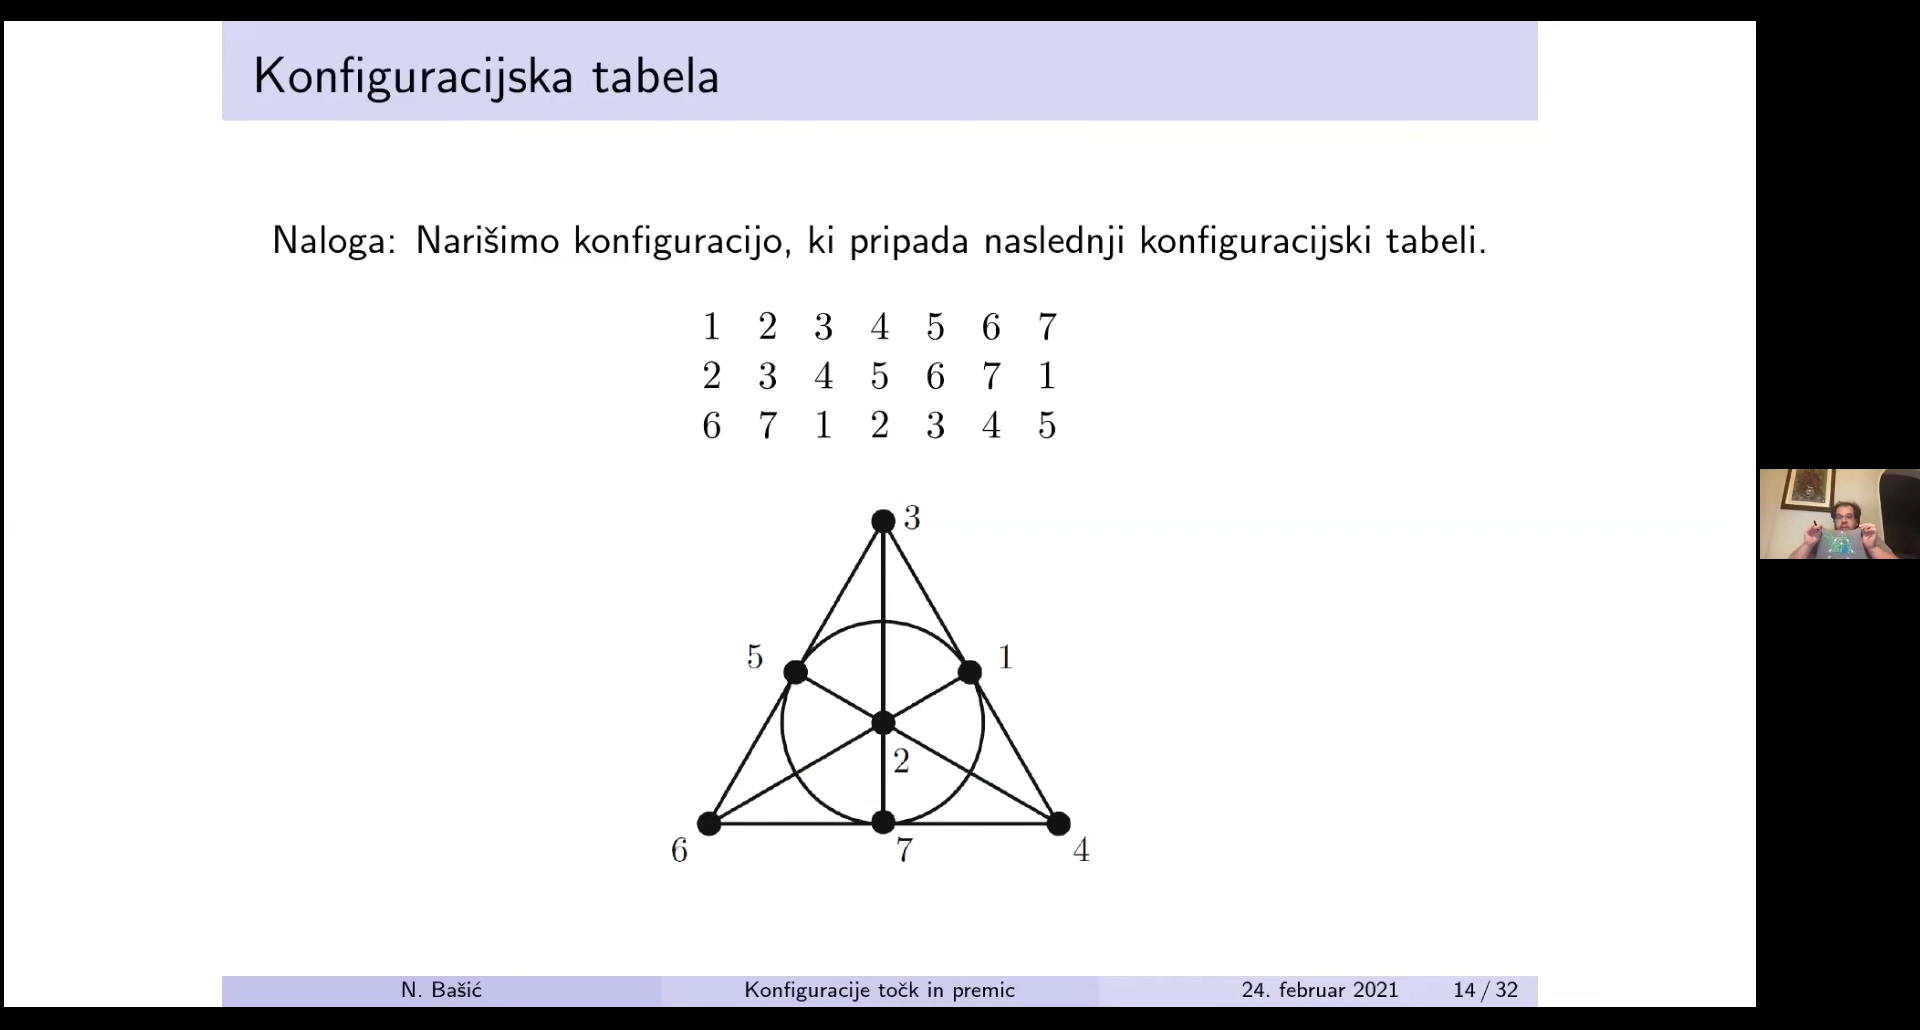 Konfiguracijska tabela
Naloga: Narišimo konfiguracijo, ki pripada naslednji konfiguracijski tabeli.
1 2 3 4 5 6 7
2 3 4 5 6 7 1
6 7 1 2 3 4 5
3
5 1
2
6 7 4
N. Bašić Konfiguracije točk in premic 24. februar 2021 14 / 32